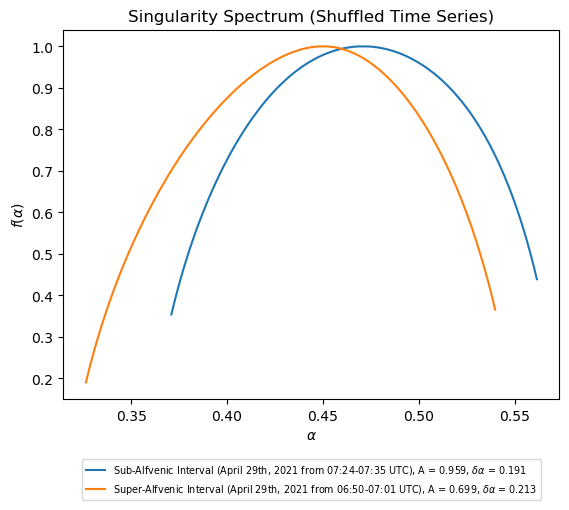 Singularity Spectrum (Shuffled Time Series)
1.0
0.9
0.8
0.7
0.6
0.5
0.4
0.3
0.2
f(α)
0.35 0.40 0.45 0.50 0.55
α
Sub-Alfvenic Interval (April 29th, 2021 from 07:24-07:35 UTC), A = 0.959, δα = 0.191
Super-Alfvenic Interval (April 29th, 2021 from 06:50-07:01 UTC), A = 0.699, δα = 0.213